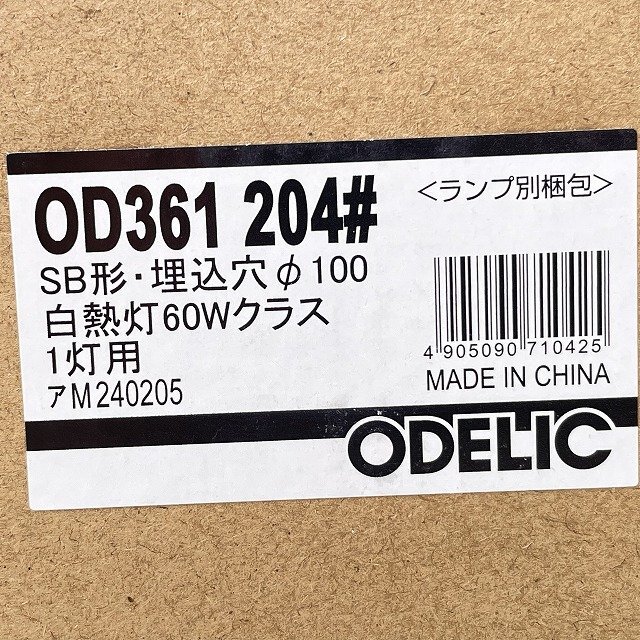 OD361 204#
<ランプ別梱包>
SB形・埋込穴φ100
白熱灯60Wクラス
1灯用
アM240205
4 905090 710425
MADE IN CHINA
ODELIC